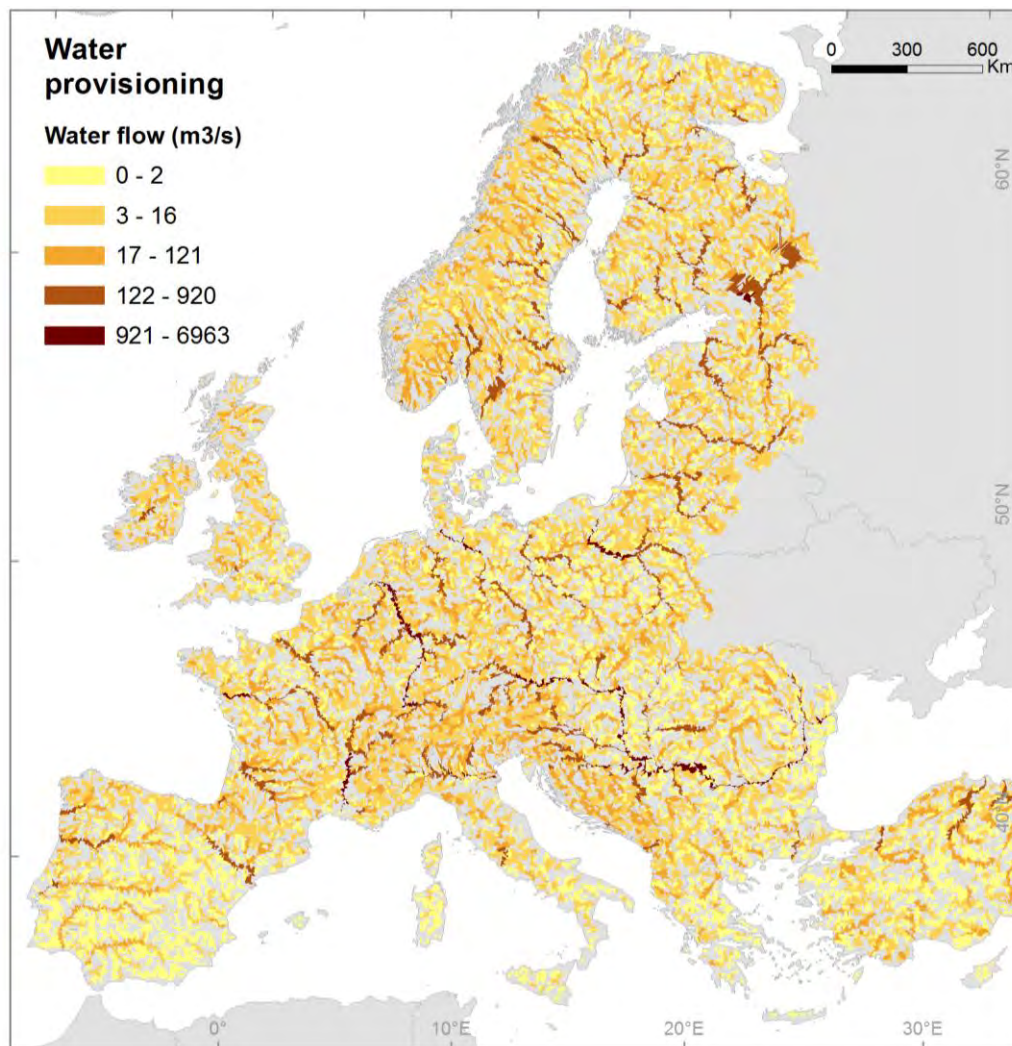 Water
provisioning
Water flow (m3/s)
0 - 2
3 - 16
17 - 121
122 - 920
921 - 6963
0 300 600
Km
60°N
50°N
40°N
0° 10°E 20°E 30°E